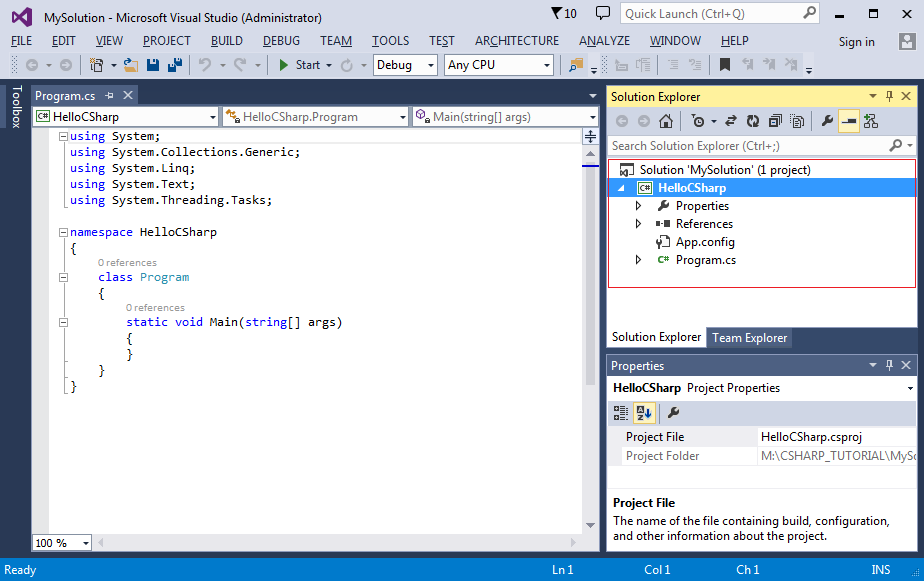 MySolution - Microsoft Visual Studio (Administrator)
10
Quick Launch (Ctrl+Q)
FILE EDIT VIEW PROJECT BUILD DEBUG TEAM TOOLS TEST ARCHITECTURE ANALYZE WINDOW HELP Sign in
Start Debug Any CPU
Toolbox
Program.cs
HelloCSharp HelloCSharp.Program Main(string[] args)
using System;
using System.Collections.Generic;
using System.Linq;
using System.Text;
using System.Threading.Tasks;
namespace HelloCSharp
{
0 references
class Program
{
0 references
static void Main(string[] args)
{
}
}
}
100 %
Solution Explorer
Search Solution Explorer (Ctrl+;)
Solution 'MySolution' (1 project)
C# HelloCSharp
Properties
References
App.config
C# Program.cs
Solution Explorer Team Explorer
Properties
HelloCSharp Project Properties
Project File HelloCSharp.csproj
Project Folder M:\CSHARP_TUTORIAL\MySo
Project File
The name of the file containing build, configuration,
and other information about the project.
Ready Ln 1 Col 1 Ch 1 INS